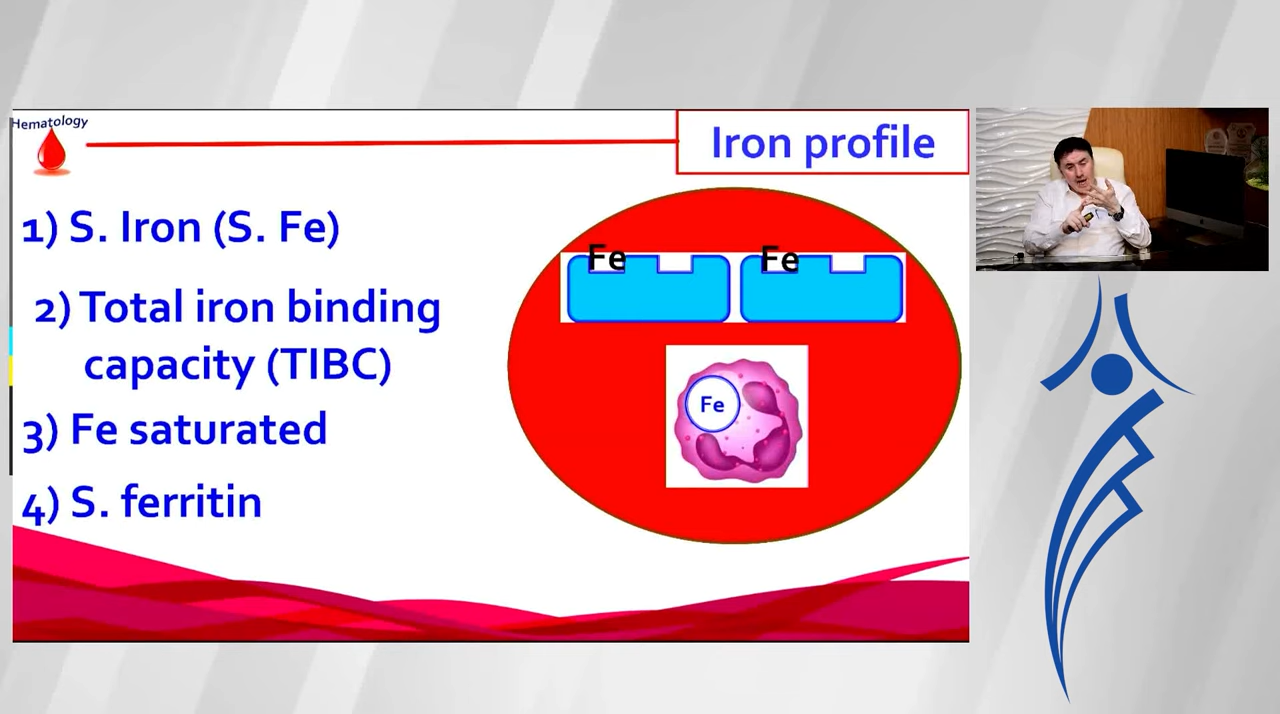 Hematology
Iron profile
1) S. Iron (S. Fe)
2) Total iron binding
capacity (TIBC)
3) Fe saturated
4) S. ferritin
Fe
Fe
Fe